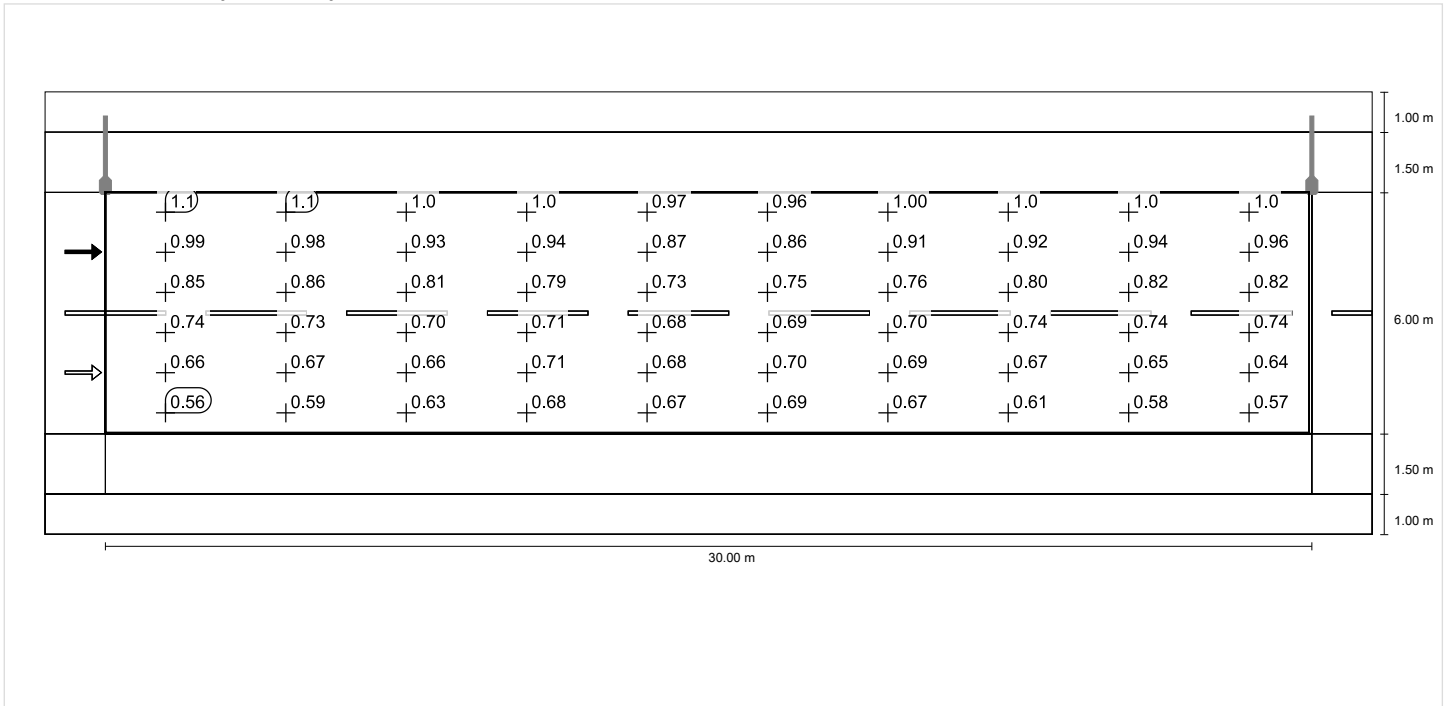 1.00 m
1.50 m
1.1 1.1 1.0 1.0 0.97 0.96 1.00 1.0 1.0 1.0
0.99 0.98 0.93 0.94 0.87 0.86 0.91 0.92 0.94 0.96
0.85 0.86 0.81 0.79 0.73 0.75 0.76 0.80 0.82 0.82
6.00 m
0.74 0.73 0.70 0.71 0.68 0.69 0.70 0.74 0.74 0.74
0.66 0.67 0.66 0.71 0.68 0.70 0.69 0.67 0.65 0.64
0.56 0.59 0.63 0.68 0.67 0.69 0.67 0.61 0.58 0.57
1.50 m
1.00 m
30.00 m